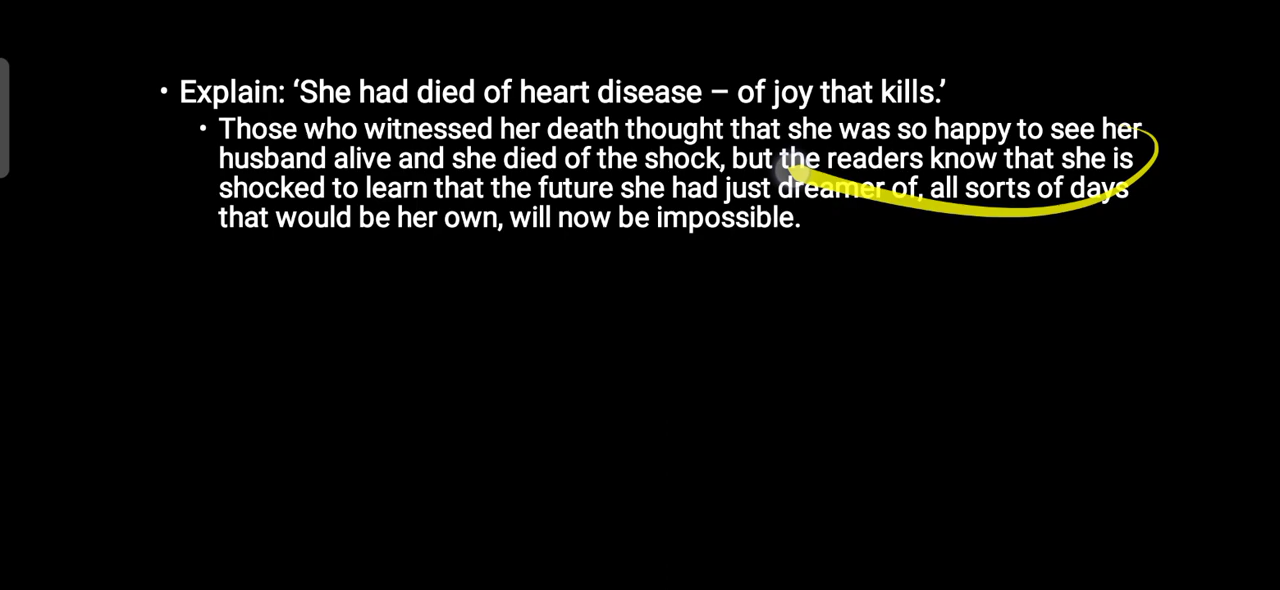 • Explain: ‘She had died of heart disease – of joy that kills.’
• Those who witnessed her death thought that she was so happy to see her
husband alive and she died of the shock, but the readers know that she is
shocked to learn that the future she had just dreamer of, all sorts of days
that would be her own, will now be impossible.